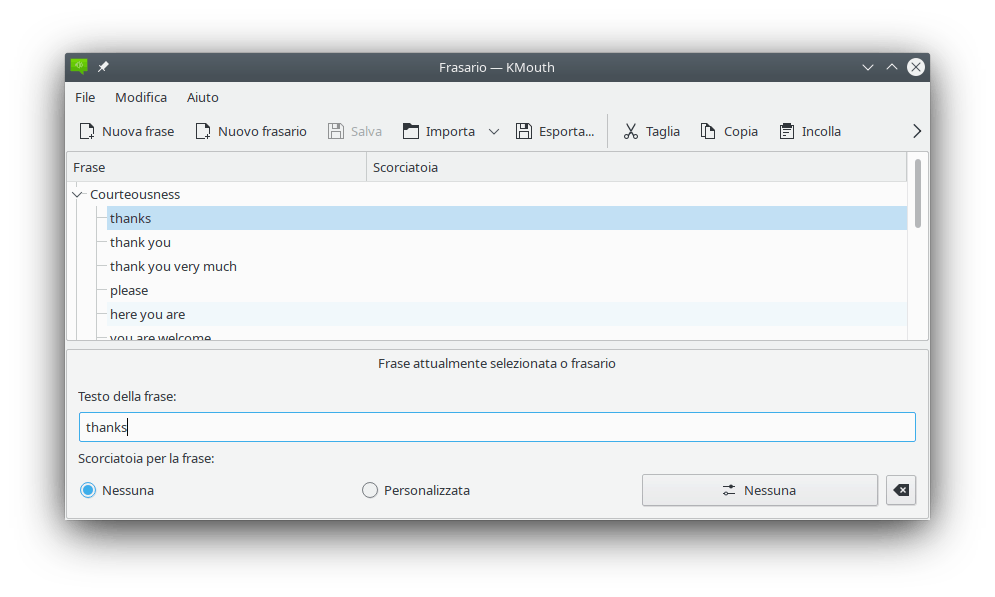 Frasario — KMouth
File Modifica Aiuto
Nuova frase Nuovo frasario Salva Importa Esporta... Taglia Copia Incolla
Frase Scorciatoia
Courteousness
thanks
thank you
thank you very much
please
here you are
you are welcome
Frase attualmente selezionata o frasario
Testo della frase:
thanks
Scorciatoia per la frase:
Nessuna Personalizzata Nessuna